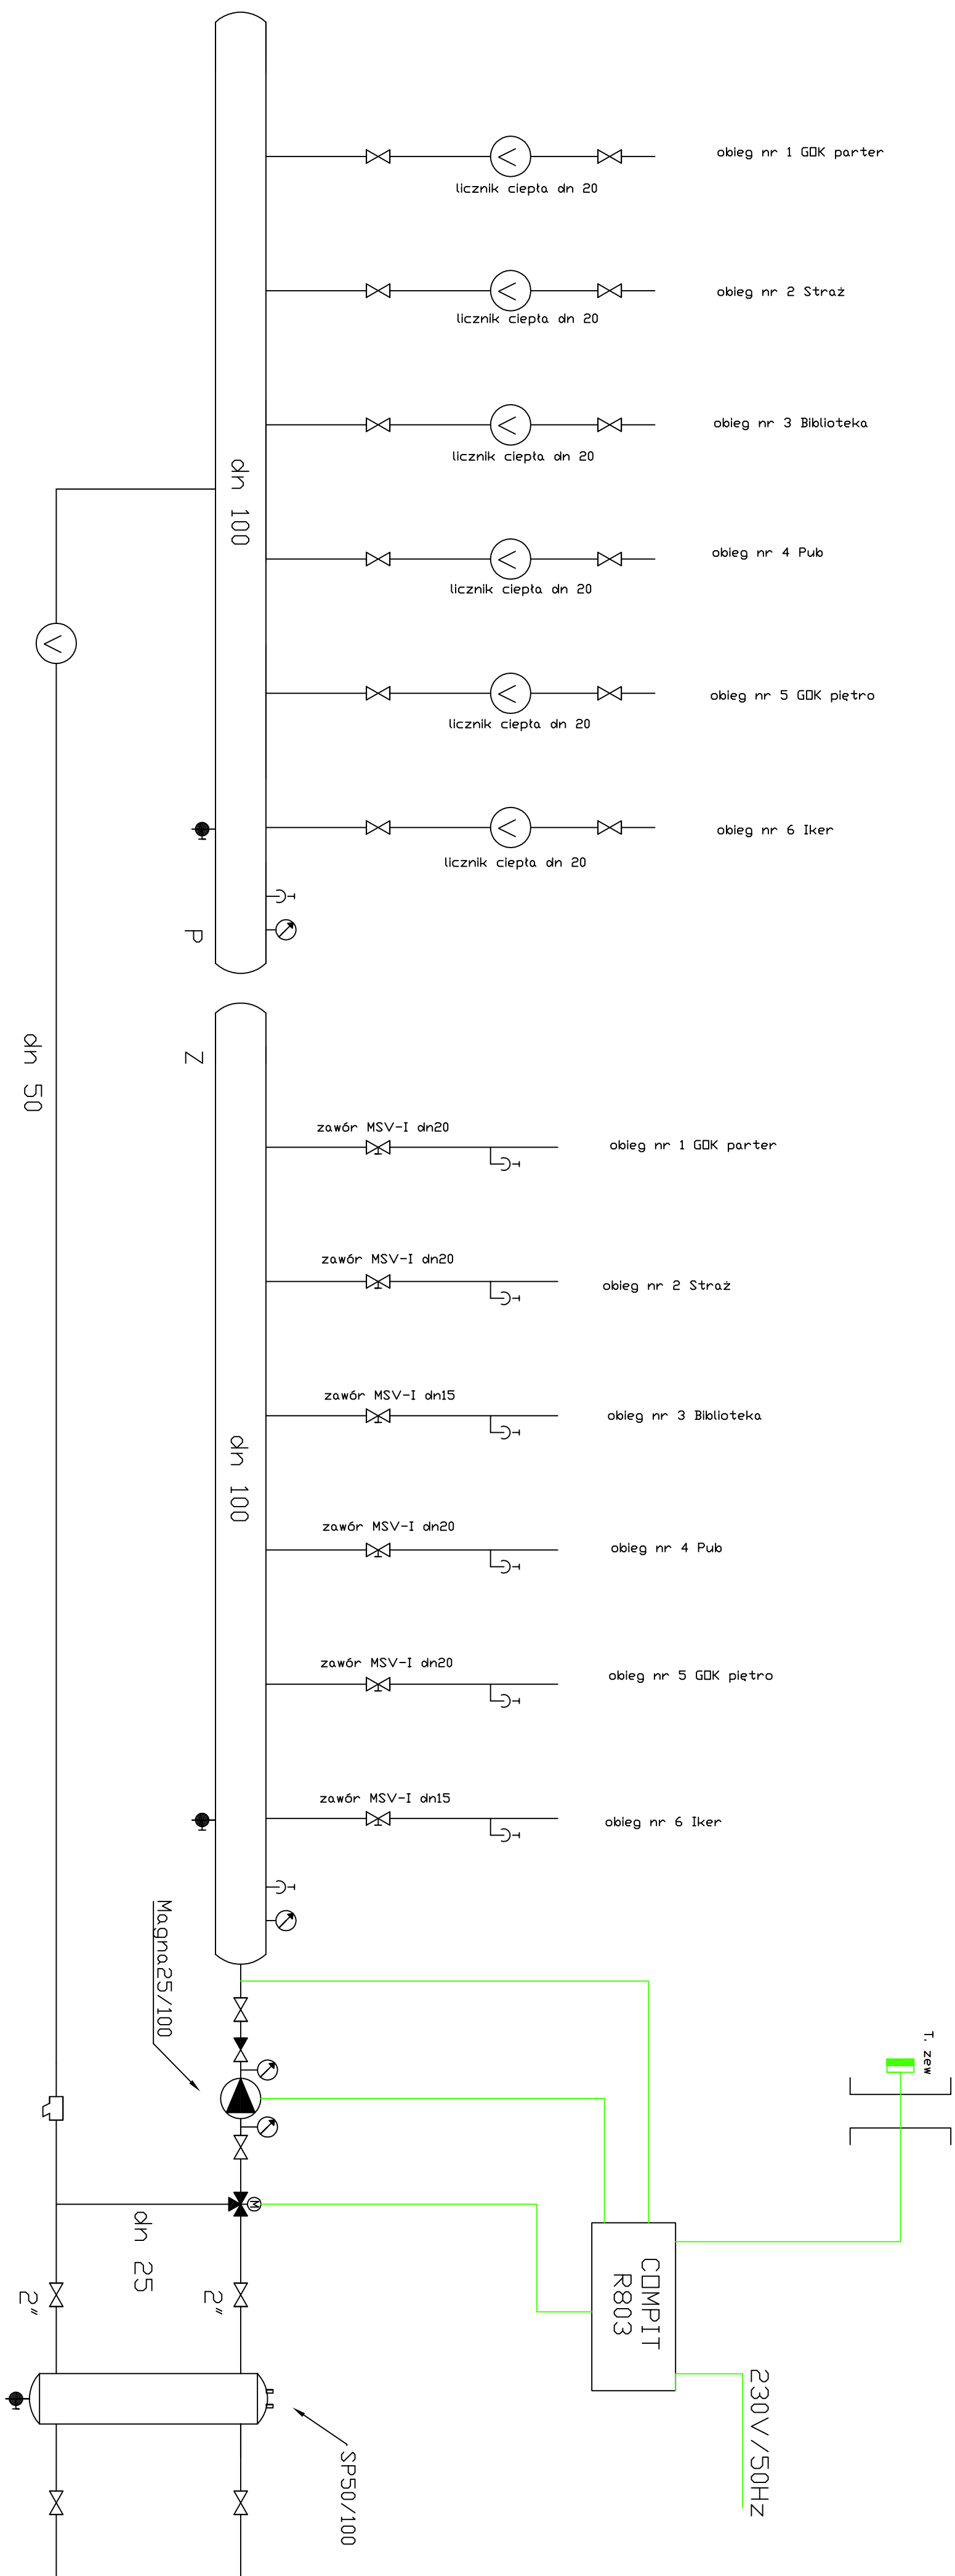 obieg nr 1 GOK parter
licznik ciepła dn 20
obieg nr 2 Straż
licznik ciepła dn 20
obieg nr 3 Biblioteka
licznik ciepła dn 20
dn 100
obieg nr 4 Pub
licznik ciepła dn 20
obieg nr 5 GOK piętro
licznik ciepła dn 20
obieg nr 6 Iker
licznik ciepła dn 20
P
dn 50
Z
zawór MSV-I dn20
obieg nr 1 GOK parter
zawór MSV-I dn20
obieg nr 2 Straż
zawór MSV-I dn15
obieg nr 3 Biblioteka
dn 100
zawór MSV-I dn20
obieg nr 4 Pub
zawór MSV-I dn20
obieg nr 5 GOK piętro
zawór MSV-I dn15
obieg nr 6 Iker
Magna25/100
T. zew
M
dn 25
2"
2"
COMPIT
R803
230V/50Hz
SP50/100